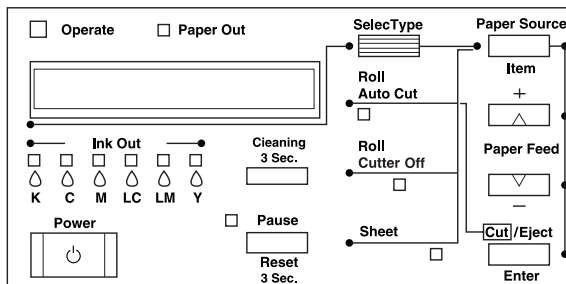 Operate
Paper Out
SelecType
Paper Source
Item
Roll
Auto Cut
+
Ink Out
Cleaning
3 Sec.
Roll
Cutter Off
Paper Feed
K C M LC LM Y
–
Power
Pause
Sheet
Cut/Eject
Reset
3 Sec.
Enter